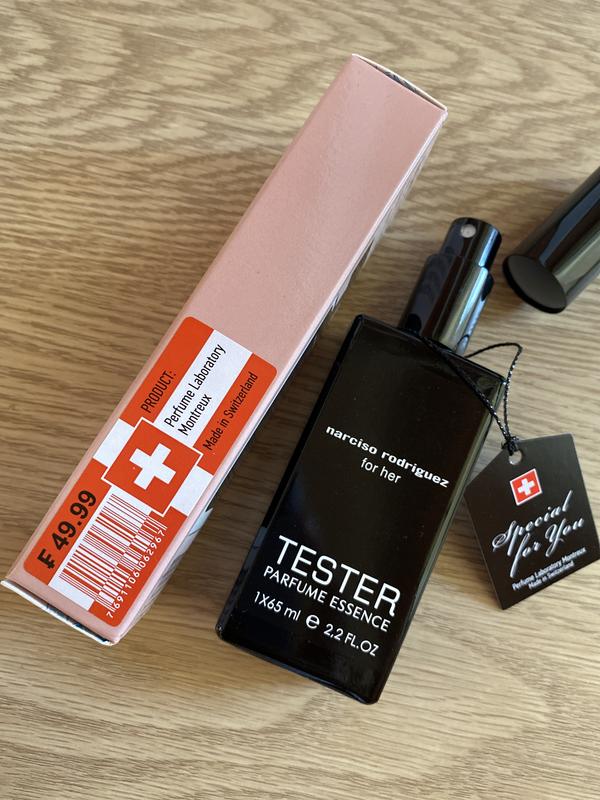 PRODUCT:
Perfume Laboratory
Montreux
Made in Switzerland
₣ 49.99
7691106062967
narciso rodriguez
for her
TESTER
PARFUME ESSENCE
1X65 ml e 2,2 FL.OZ
Special
for You
Perfume Laboratory Montreux
Made in Switzerland